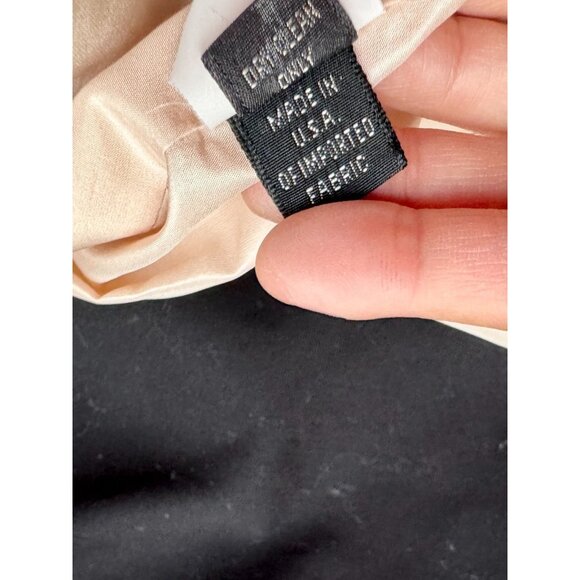 DRY CLEAN
ONLY
MADE IN
U.S.A.
OF IMPORTED
FABRIC